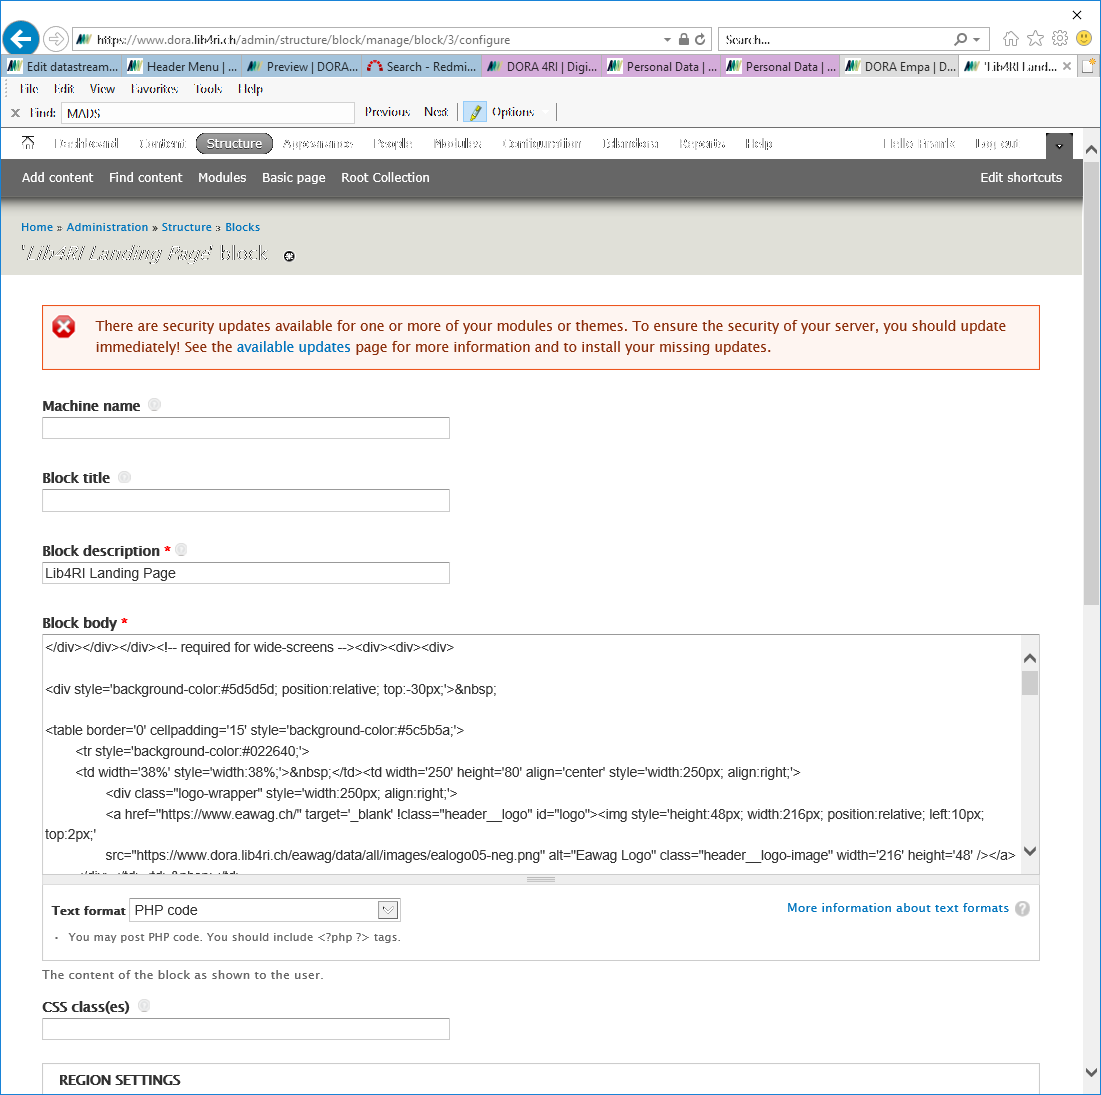 https://www.dora.lib4ri.ch/admin/structure/block/manage/block/3/configure
Search...
Edit datastream...
Header Menu | ...
Preview | DORA...
Search - Redmi...
DORA 4RI | Digi...
Personal Data | ...
Personal Data | ...
DORA Empa | D...
'Lib4RI Land...
File Edit View Favorites Tools Help
Find: MADS Previous Next Options
Dashboard Content Structure Appearance People Modules Configuration Islandora Reports Help Hello Frank Log out
Add content Find content Modules Basic page Root Collection Edit shortcuts
Home » Administration » Structure » Blocks
'Lib4RI Landing Page' block
There are security updates available for one or more of your modules or themes. To ensure the security of your server, you should update
immediately! See the available updates page for more information and to install your missing updates.
Machine name
Block title
Block description *
Lib4RI Landing Page
Block body *
</div></div></div><!-- required for wide-screens --><div><div><div>
<div style='background-color:#5d5d5d; position:relative; top:-30px;'>&nbsp;
<table border='0' cellpadding='15' style='background-color:#5c5b5a;'>
<tr style='background-color:#022640;'>
<td width='38%' style='width:38%;'>&nbsp;</td><td width='250' height='80' align='center' style='width:250px; align:right;'>
<div class="logo-wrapper" style='width:250px; align:right;'>
<a href="https://www.eawag.ch/" target='_blank' !class="header__logo" id="logo"><img style='height:48px; width:216px; position:relative; left:10px;
top:2px;'
src="https://www.dora.lib4ri.ch/eawag/data/all/images/ealogo05-neg.png" alt="Eawag Logo" class="header__logo-image" width='216' height='48' /></a>
Text format PHP code
More information about text formats ?
• You may post PHP code. You should include <?php ?> tags.
The content of the block as shown to the user.
CSS class(es)
REGION SETTINGS